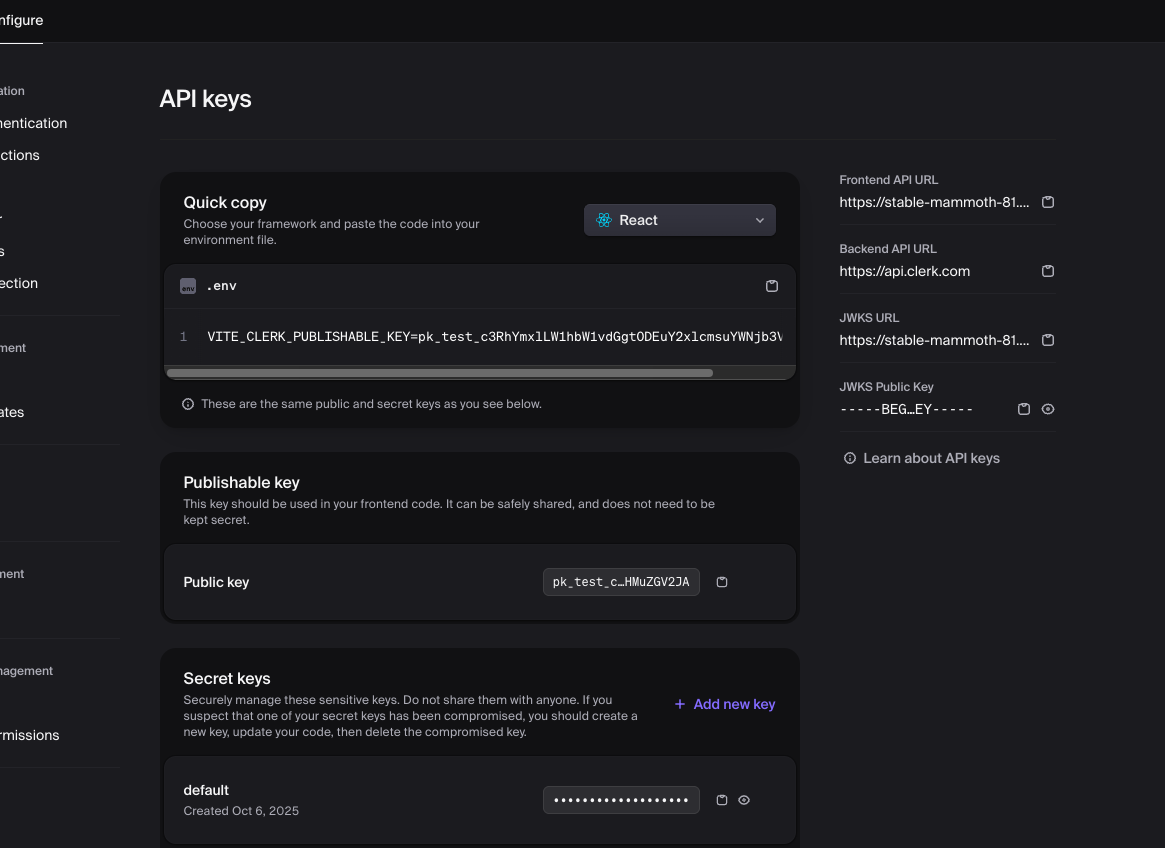 nfigure
ation
nentication
ctions
s
ection
ment
ates
ment
nagement
rmissions
API keys
Quick copy
Choose your framework and paste the code into your
environment file.
React
env
.env
1 VITE_CLERK_PUBLISHABLE_KEY=pk_test_c3RhYmxlLW1hbW1vdGgtODEuY2xlcmsuYWNjb3V
These are the same public and secret keys as you see below.
Publishable key
This key should be used in your frontend code. It can be safely shared, and does not need to be
kept secret.
Public key
pk_test_c…HMuZGV2JA
Secret keys
Securely manage these sensitive keys. Do not share them with anyone. If you
suspect that one of your secret keys has been compromised, you should create a
new key, update your code, then delete the compromised key.
+ Add new key
default
Created Oct 6, 2025
•••••••••••••••••••
Frontend API URL
https://stable-mammoth-81....
Backend API URL
https://api.clerk.com
JWKS URL
https://stable-mammoth-81....
JWKS Public Key
-----BEG…EY-----
Learn about API keys